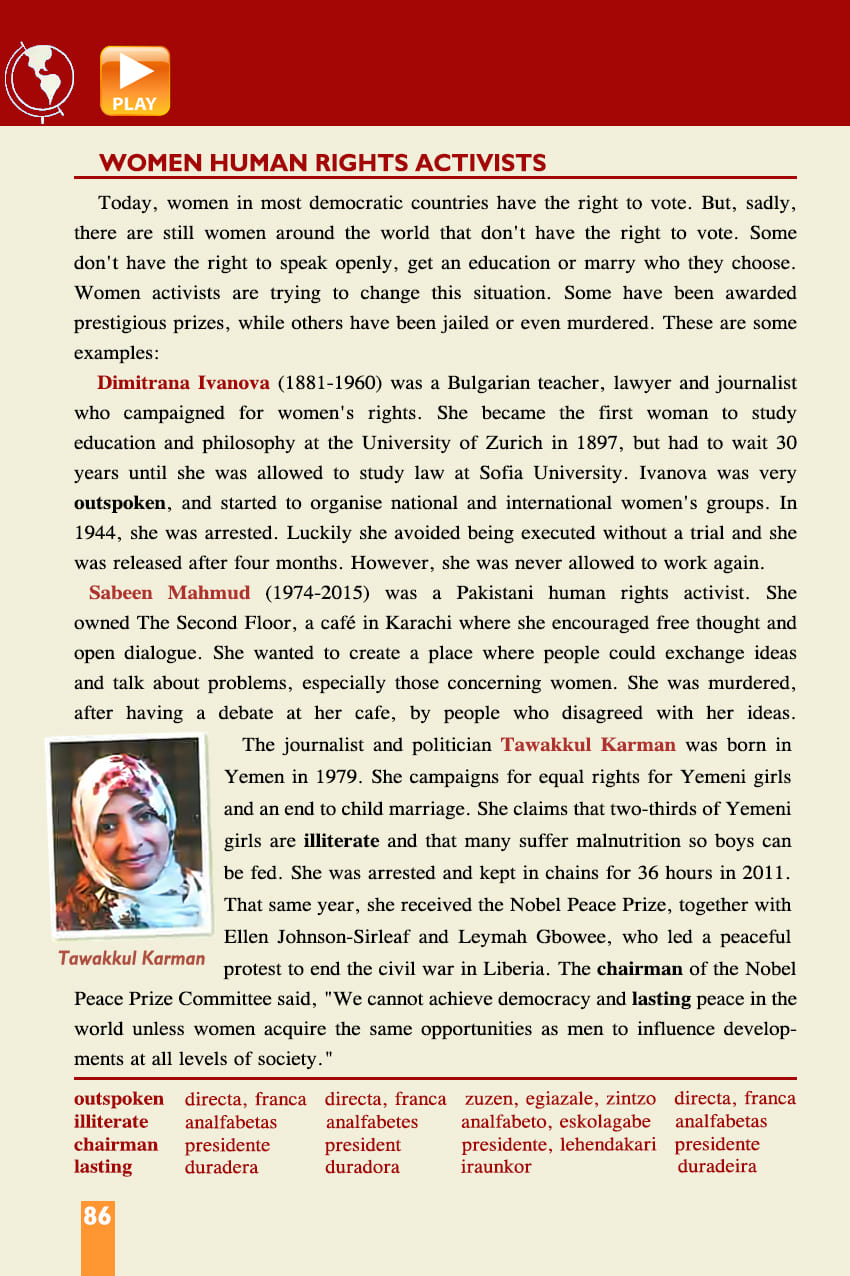 PLAY
WOMEN HUMAN RIGHTS ACTIVISTS
Today, women in most democratic countries have the right to vote. But, sadly,
there are still women around the world that don't have the right to vote. Some
don't have the right to speak openly, get an education or marry who they choose.
Women activists are trying to change this situation. Some have been awarded
prestigious prizes, while others have been jailed or even murdered. These are some
examples:
Dimitrana Ivanova (1881-1960) was a Bulgarian teacher, lawyer and journalist
who campaigned for women's rights. She became the first woman to study
education and philosophy at the University of Zurich in 1897, but had to wait 30
years until she was allowed to study law at Sofia University. Ivanova was very
outspoken, and started to organise national and international women's groups. In
1944, she was arrested. Luckily she avoided being executed without a trial and she
was released after four months. However, she was never allowed to work again.
Sabeen Mahmud (1974-2015) was a Pakistani human rights activist. She
owned The Second Floor, a café in Karachi where she encouraged free thought and
open dialogue. She wanted to create a place where people could exchange ideas
and talk about problems, especially those concerning women. She was murdered,
after having a debate at her cafe, by people who disagreed with her ideas.
The journalist and politician Tawakkul Karman was born in
Yemen in 1979. She campaigns for equal rights for Yemeni girls
and an end to child marriage. She claims that two-thirds of Yemeni
girls are illiterate and that many suffer malnutrition so boys can
be fed. She was arrested and kept in chains for 36 hours in 2011.
That same year, she received the Nobel Peace Prize, together with
Ellen Johnson-Sirleaf and Leymah Gbowee, who led a peaceful
protest to end the civil war in Liberia. The chairman of the Nobel
Peace Prize Committee said, "We cannot achieve democracy and lasting peace in the
world unless women acquire the same opportunities as men to influence develop-
ments at all levels of society."
Tawakkul Karman
outspoken directa, franca directa, franca zuzen, egiazale, zintzo directa, franca
illiterate analfabetas analfabetes analfabeto, eskolagabe analfabetas
chairman presidente president presidente, lehendakari presidente
lasting duradera duradora iraunkor duradeira
86